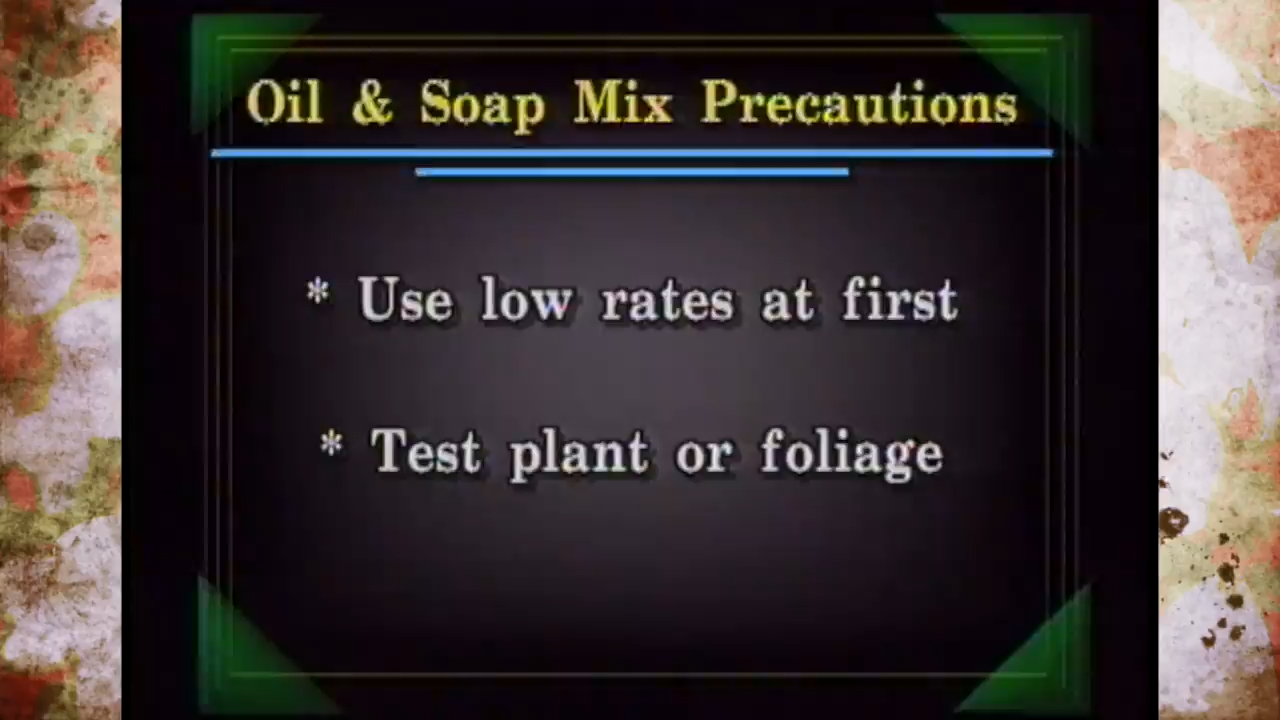 Oil & Soap Mix Precautions
* Use low rates at first
* Test plant or foliage